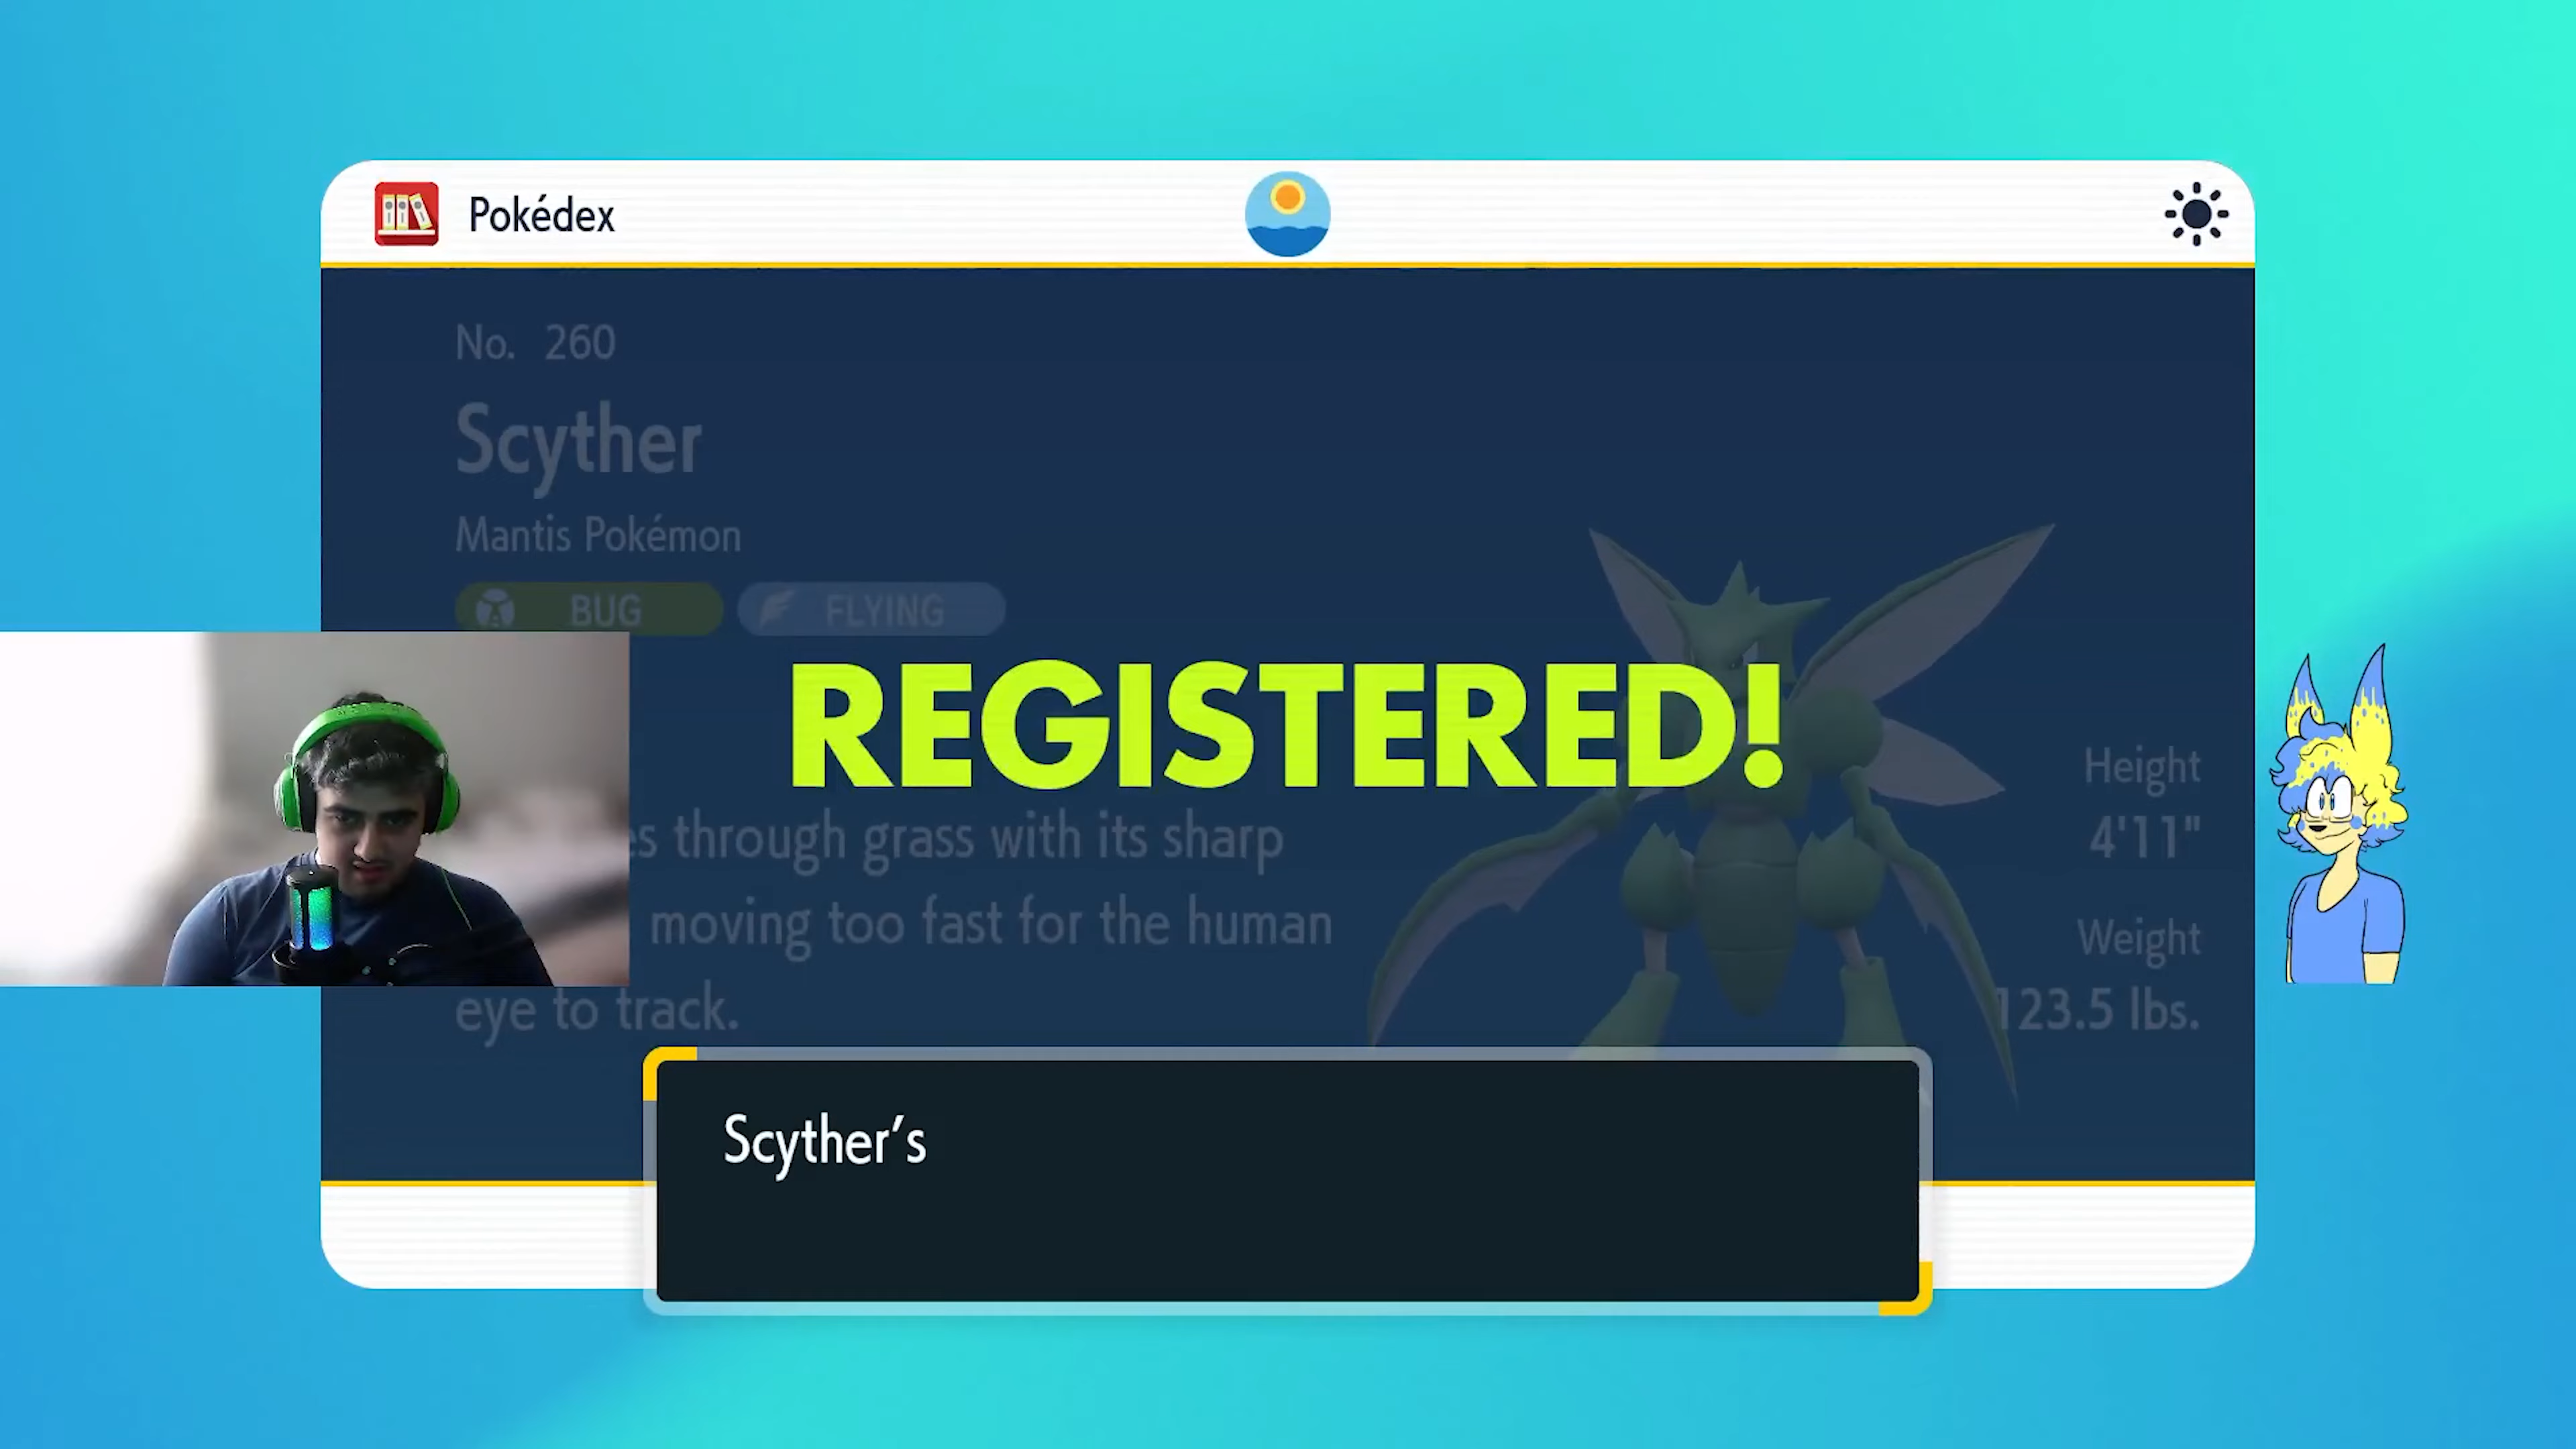 Pokédex
No. 260
Scyther
Mantis Pokémon
BUG FLYING
REGISTERED!
through grass with its sharp
moving too fast for the human
eye to track.
Height
4'11"
Weight
123.5 lbs.
Scyther's